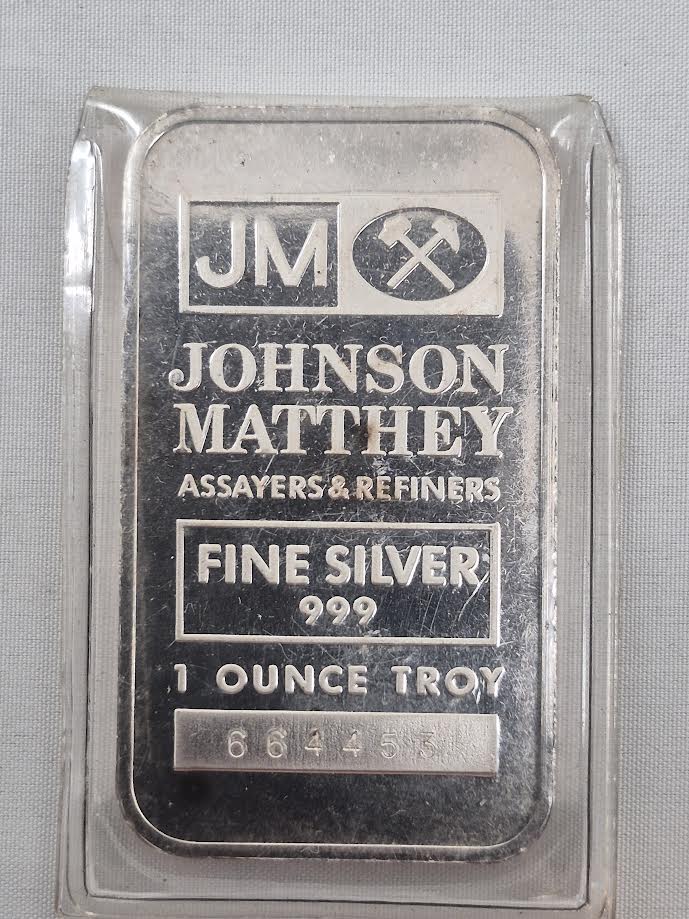 JM
JOHNSON
MATTHEY
ASSAYERS & REFINERS
FINE SILVER
999
1 OUNCE TROY
664453